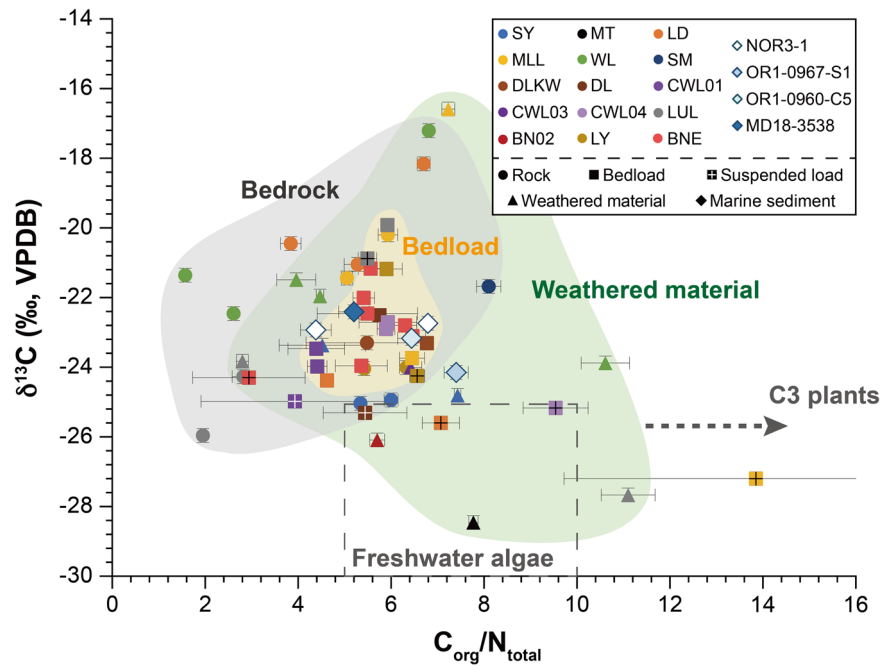 -14
-16
-18
-20
-22
-24
-26
-28
-30
δ¹³C (‰, VPDB)
SY MT LD NOR3-1
MLL WL SM OR1-0967-S1
DLKW DL CWL01 OR1-0960-C5
CWL03 CWL04 LUL MD18-3538
BN02 LY BNE
Rock Bedload Suspended load
Weathered material Marine sediment
Bedrock
Bedload
Weathered material
C3 plants
Freshwater algae
0 2 4 6 8 10 12 14 16
Corg/Ntotal